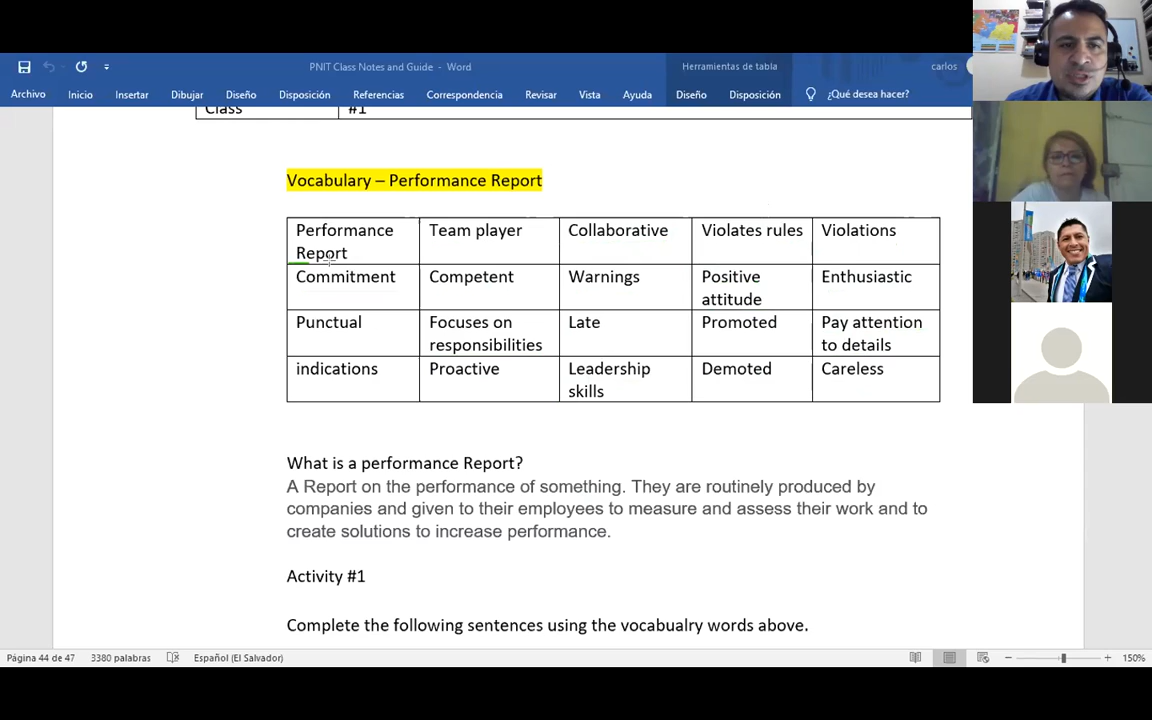 PNIT Class Notes and Guide - Word
Herramientas de tabla
carlos
Archivo Inicio Insertar Dibujar Diseño Disposición Referencias Correspondencia Revisar Vista Ayuda Diseño Disposición ¿Qué desea hacer?
Class #1
Vocabulary – Performance Report
Performance Report Team player Collaborative Violates rules Violations
Commitment Competent Warnings Positive attitude Enthusiastic
Punctual Focuses on responsibilities Late Promoted Pay attention to details
indications Proactive Leadership skills Demoted Careless
What is a performance Report?
A Report on the performance of something. They are routinely produced by
companies and given to their employees to measure and assess their work and to
create solutions to increase performance.
Activity #1
Complete the following sentences using the vocabualry words above.
Página 44 de 47 3380 palabras Español (El Salvador) 150%